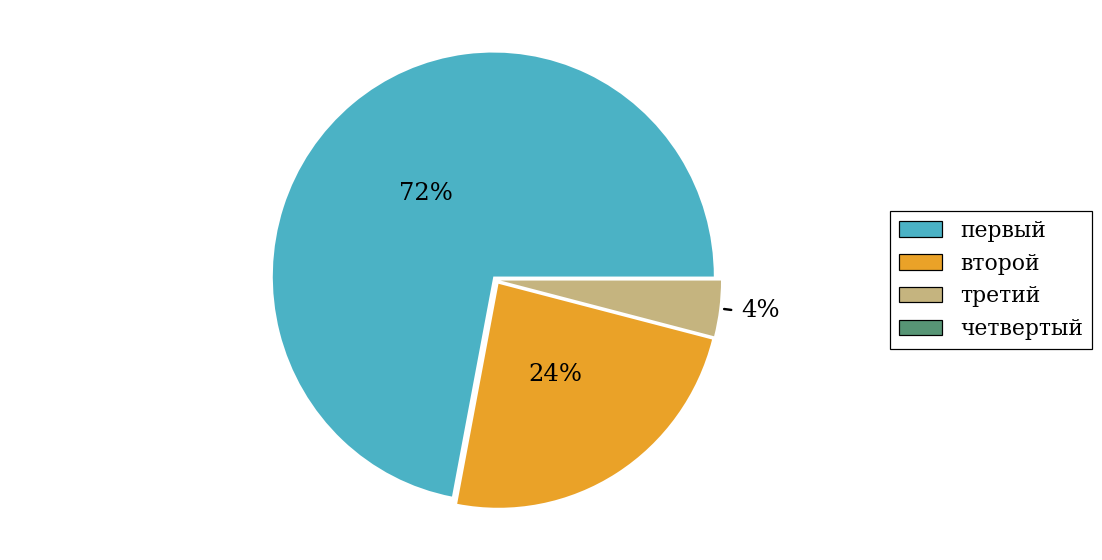 72%
24%
4%
первый
второй
третий
четвертый